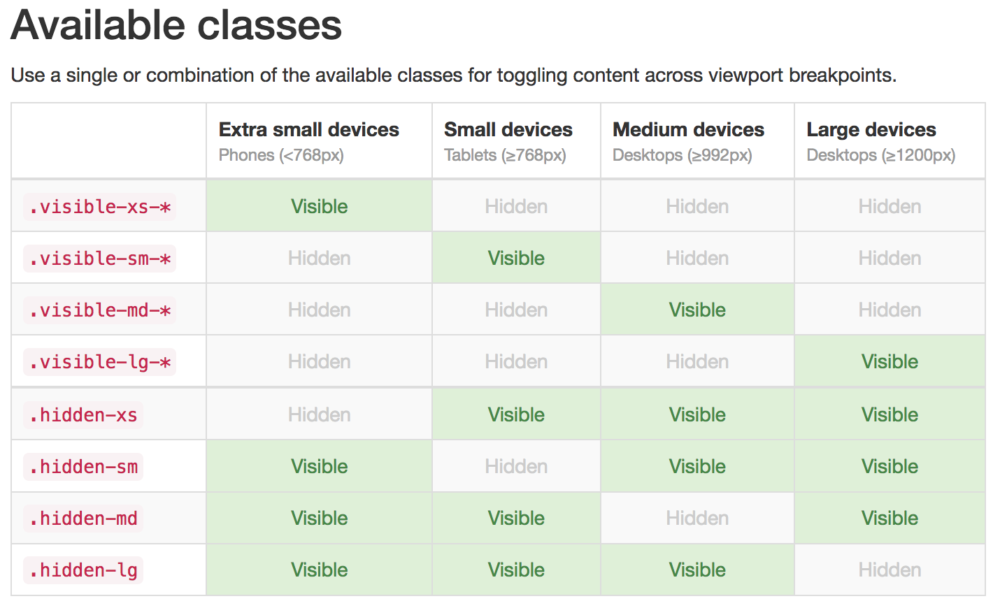 Available classes
Use a single or combination of the available classes for toggling content across viewport breakpoints.
Extra small devices Small devices Medium devices Large devices
Phones (<768px) Tablets (≥768px) Desktops (≥992px) Desktops (≥1200px)
.visible-xs-* Visible Hidden Hidden Hidden
.visible-sm-* Hidden Visible Hidden Hidden
.visible-md-* Hidden Hidden Visible Hidden
.visible-lg-* Hidden Hidden Hidden Visible
.hidden-xs Hidden Visible Visible Visible
.hidden-sm Visible Hidden Visible Visible
.hidden-md Visible Visible Hidden Visible
.hidden-lg Visible Visible Visible Hidden